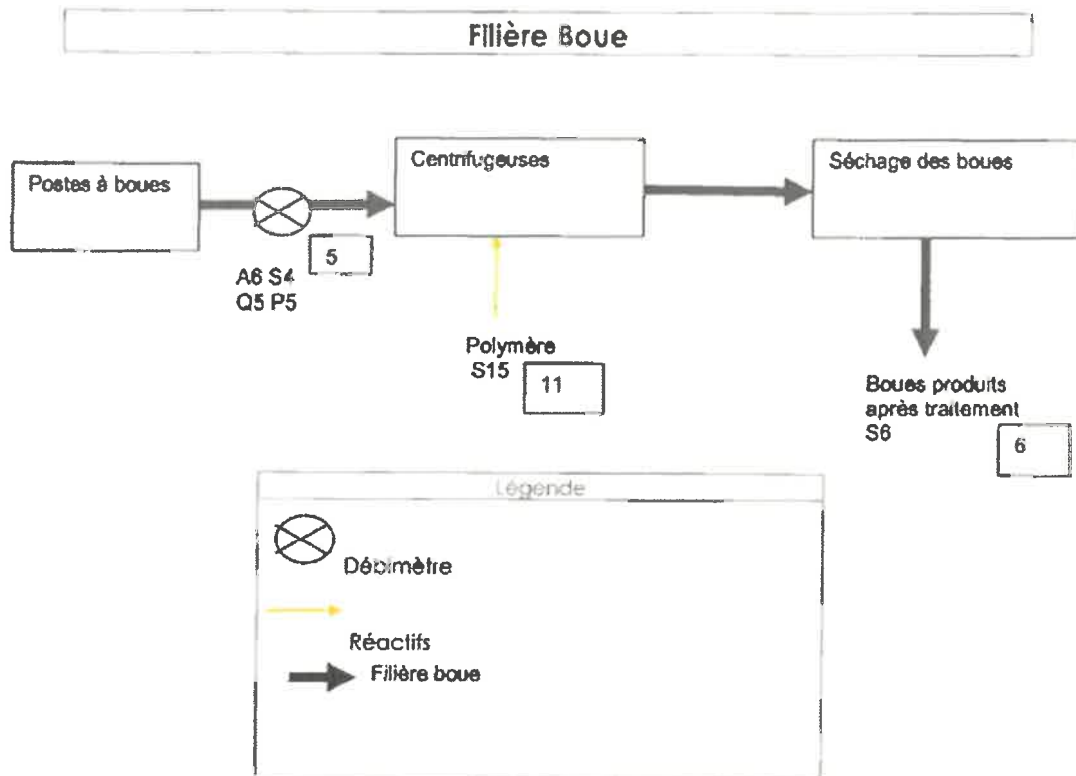 Filière Boue
Postes à boues
Centrifugeuses
Séchage des boues
5
A6 S4
Q5 P5
Polymère
S15
11
Boues produits
après traitement
S6
6
Légende
Débimètre
Réactifs
Filière boue